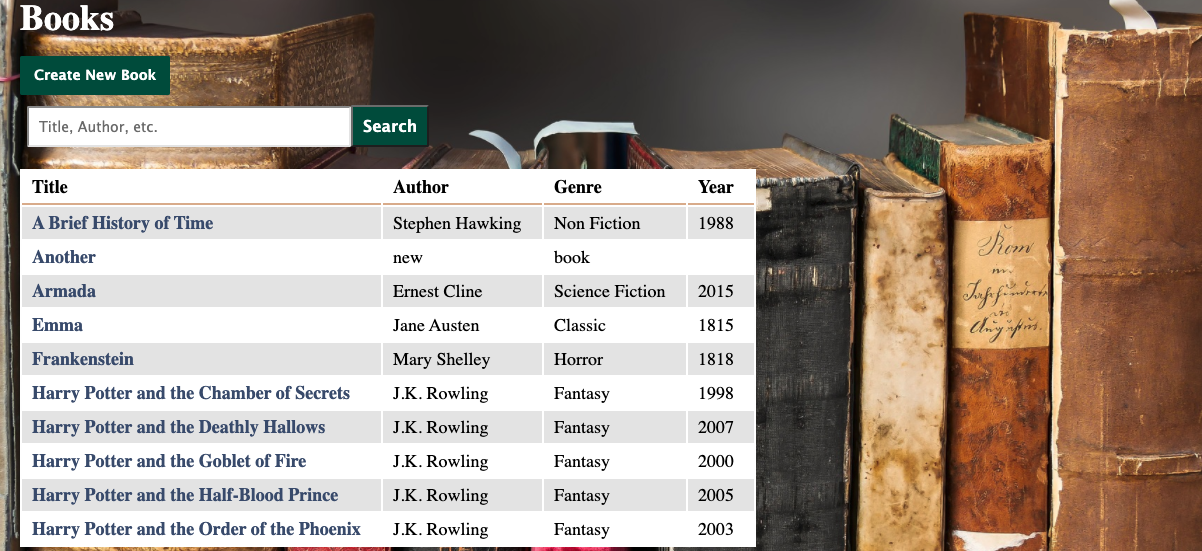 Books
Create New Book
Title, Author, etc.
Search
Title Author Genre Year
A Brief History of Time Stephen Hawking Non Fiction 1988
Another new book
Armada Ernest Cline Science Fiction 2015
Emma Jane Austen Classic 1815
Frankenstein Mary Shelley Horror 1818
Harry Potter and the Chamber of Secrets J.K. Rowling Fantasy 1998
Harry Potter and the Deathly Hallows J.K. Rowling Fantasy 2007
Harry Potter and the Goblet of Fire J.K. Rowling Fantasy 2000
Harry Potter and the Half-Blood Prince J.K. Rowling Fantasy 2005
Harry Potter and the Order of the Phoenix J.K. Rowling Fantasy 2003
Rom